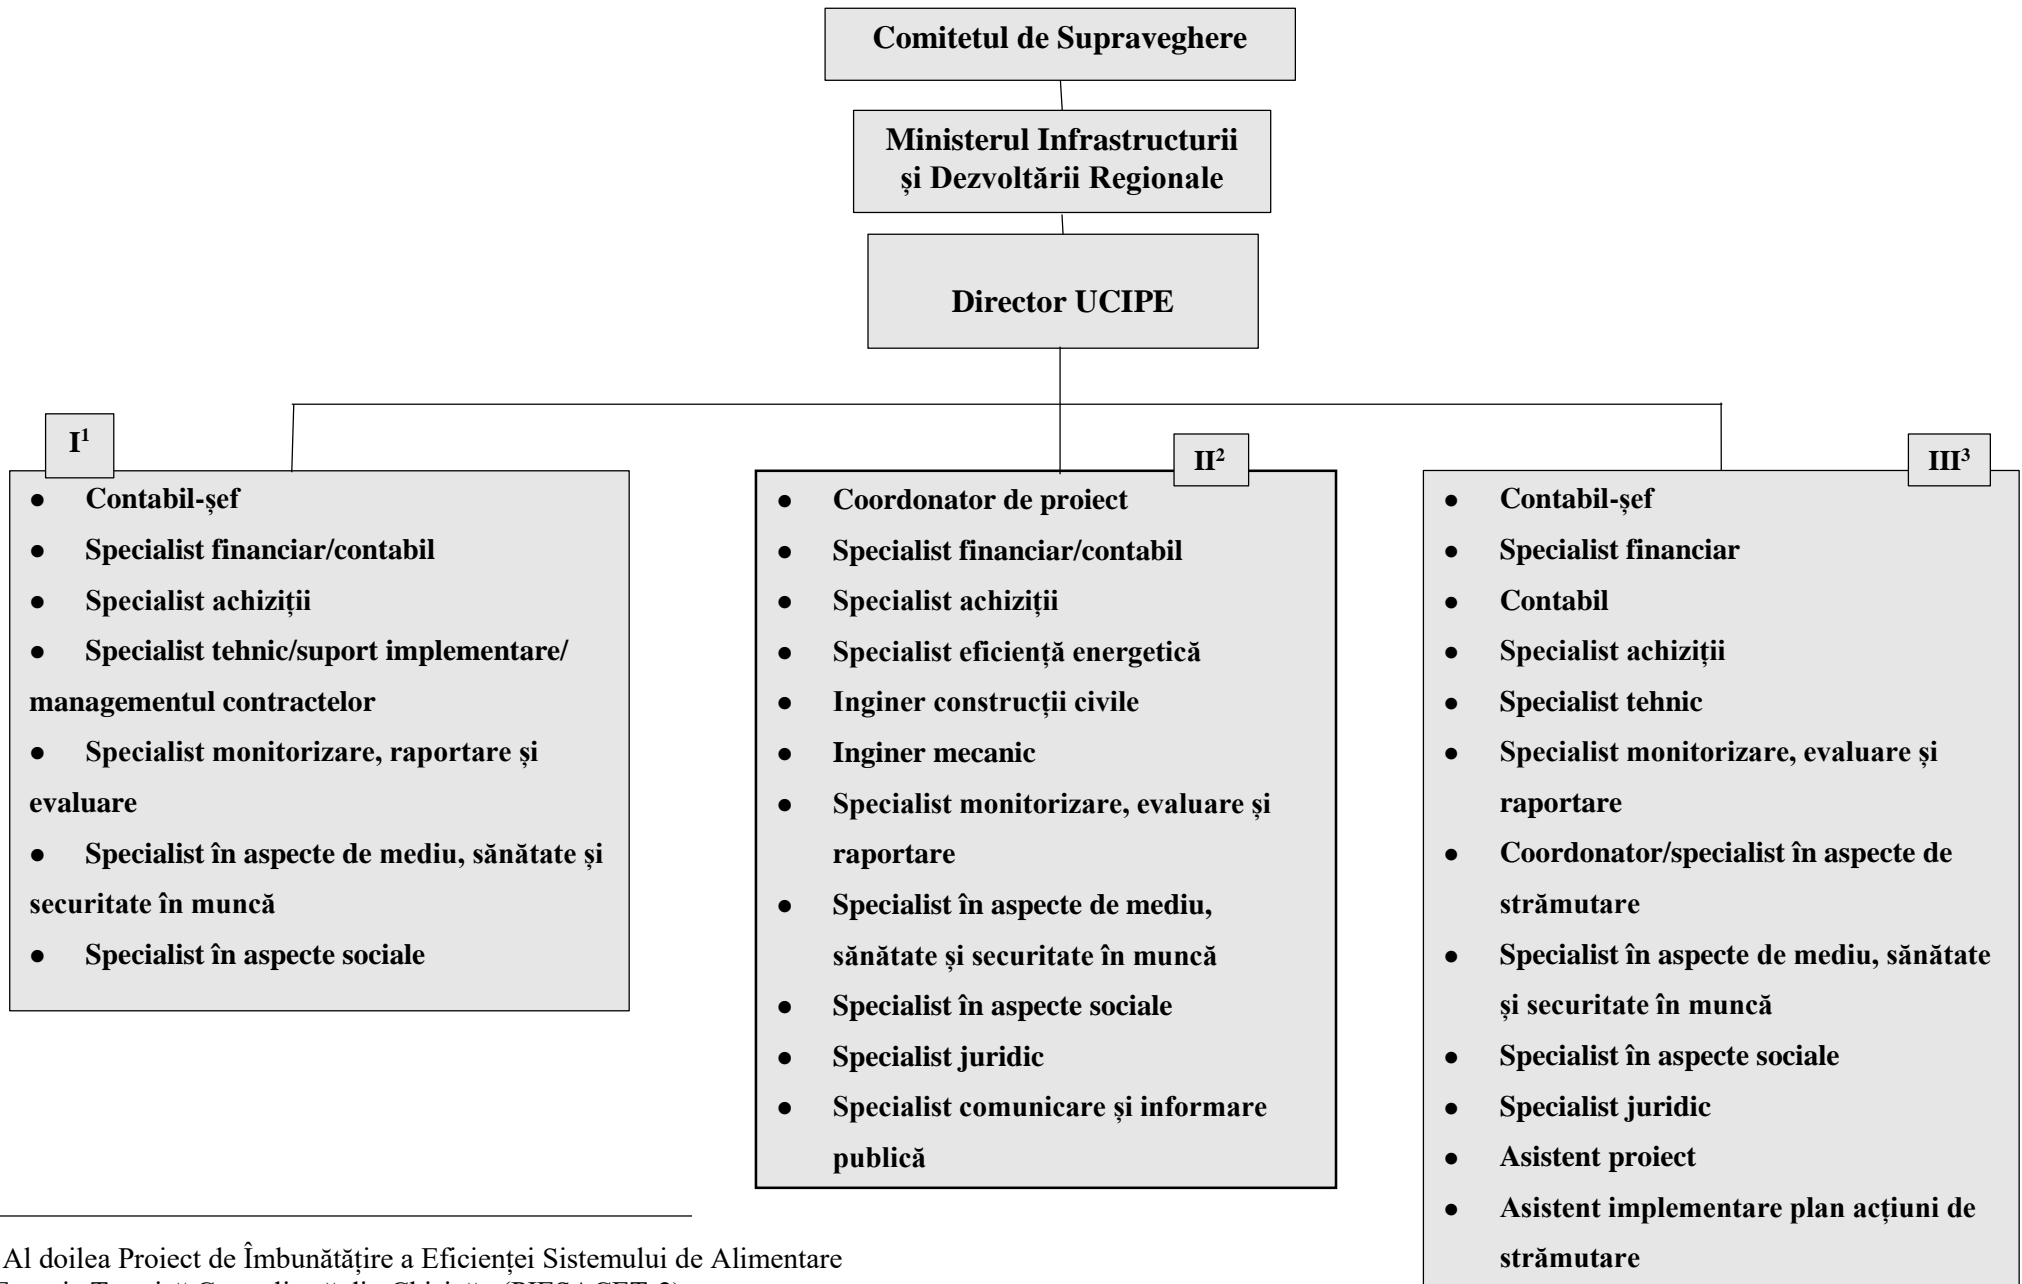 Comitetul de Supraveghere
Ministerul Infrastructurii
și Dezvoltării Regionale
Director UCIPE
I¹
● Contabil-șef
● Specialist financiar/contabil
● Specialist achiziții
● Specialist tehnic/suport implementare/
managementul contractelor
● Specialist monitorizare, raportare și
evaluare
● Specialist în aspecte de mediu, sănătate și
securitate în muncă
● Specialist în aspecte sociale
II²
● Coordonator de proiect
● Specialist financiar/contabil
● Specialist achiziții
● Specialist eficiență energetică
● Inginer construcții civile
● Inginer mecanic
● Specialist monitorizare, evaluare și
raportare
● Specialist în aspecte de mediu,
sănătate și securitate în muncă
● Specialist în aspecte sociale
● Specialist juridic
● Specialist comunicare și informare
publică
III³
● Contabil-șef
● Specialist financiar
● Contabil
● Specialist achiziții
● Specialist tehnic
● Specialist monitorizare, evaluare și
raportare
● Coordonator/specialist în aspecte de
strămutare
● Specialist în aspecte de mediu, sănătate
și securitate în muncă
● Specialist în aspecte sociale
● Specialist juridic
● Asistent proiect
● Asistent implementare plan acțiuni de
strămutare
Al doilea Proiect de Îmbunătățire a Eficienței Sistemului de Alimentare